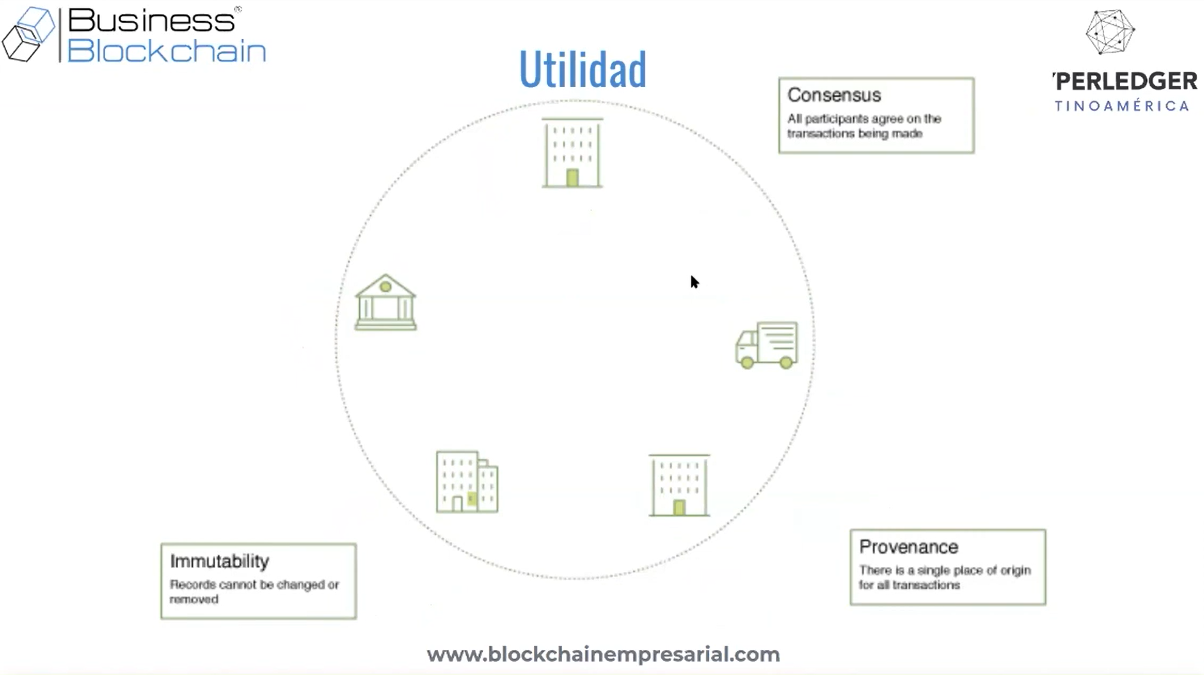 Business®
Blockchain
Utilidad
'PERLEDGER
TINOAMÉRICA
Consensus
All participants agree on the
transactions being made
Immutability
Records cannot be changed or
removed
Provenance
There is a single place of origin
for all transactions
www.blockchainempresarial.com